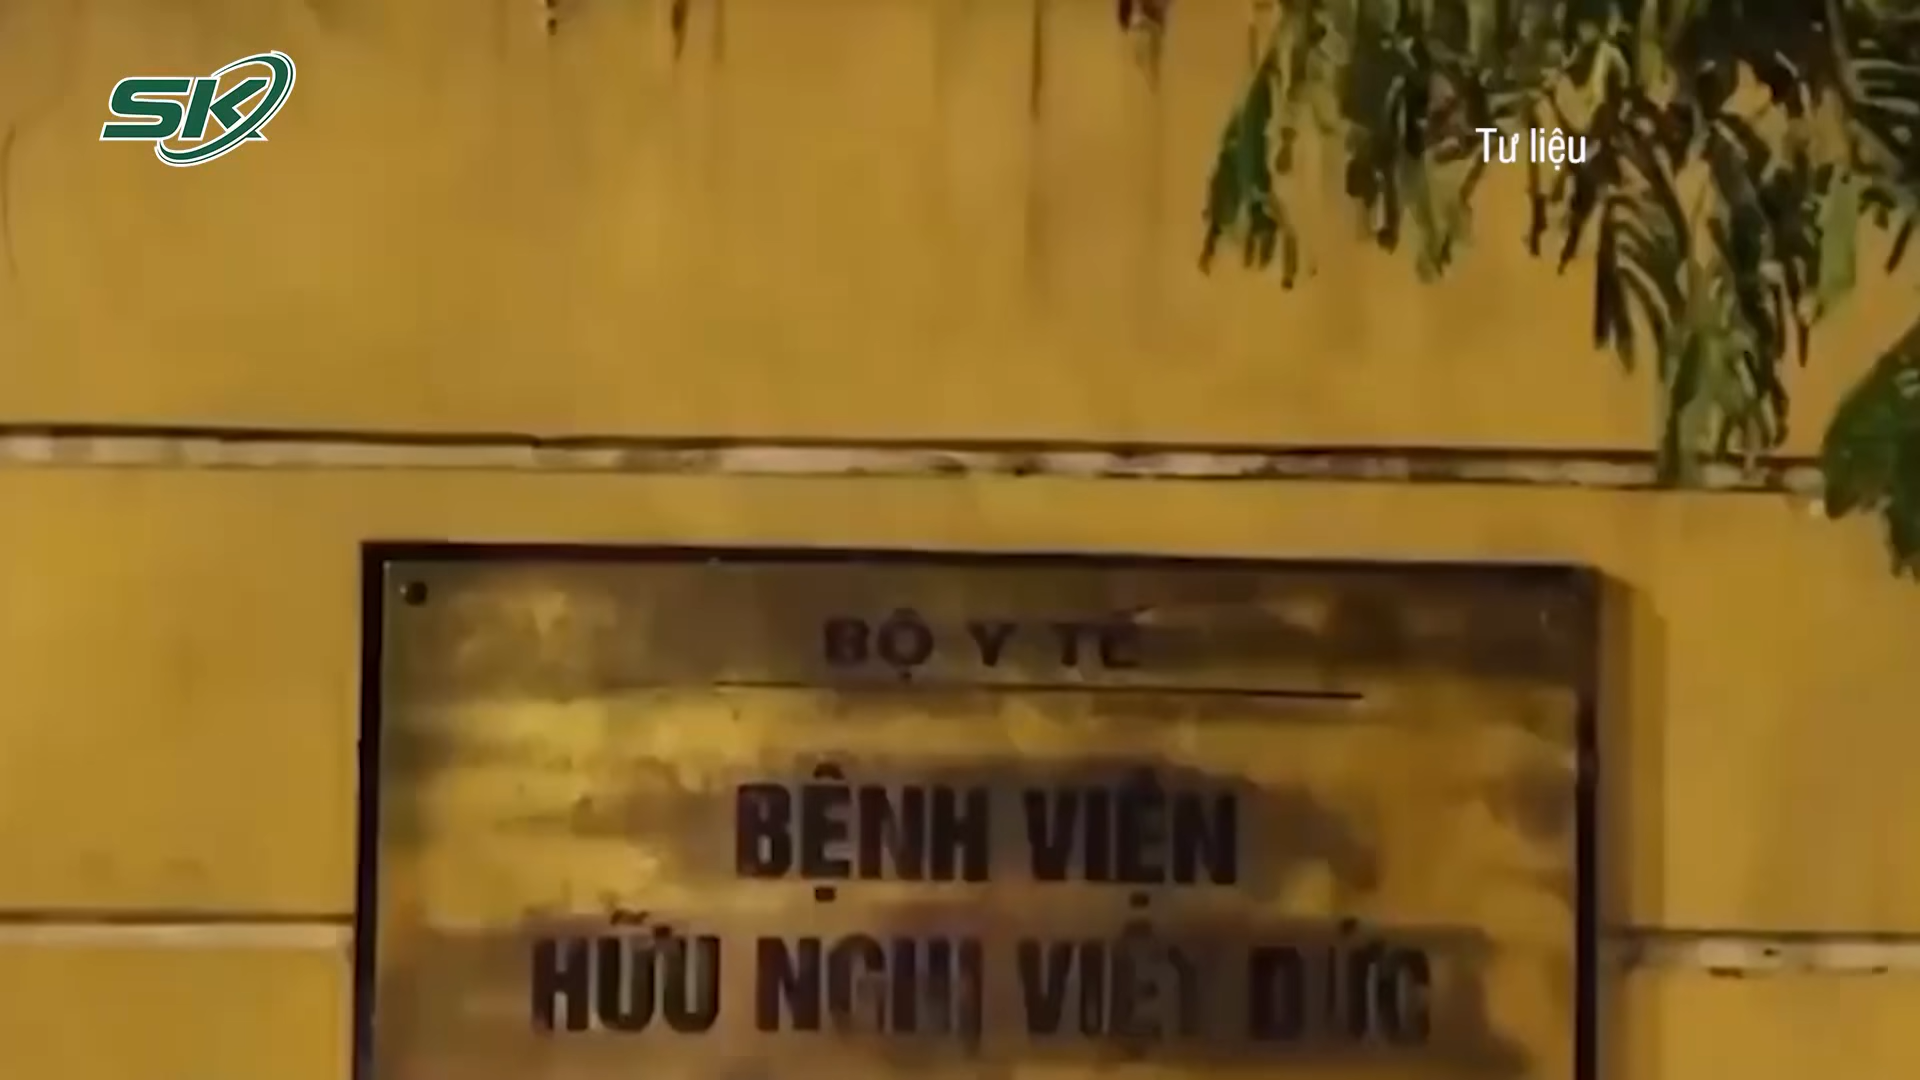 SK
Tư liệu
BỘ Y TẾ
BỆNH VIỆN
HỮU NGHỊ VIỆT ĐỨC